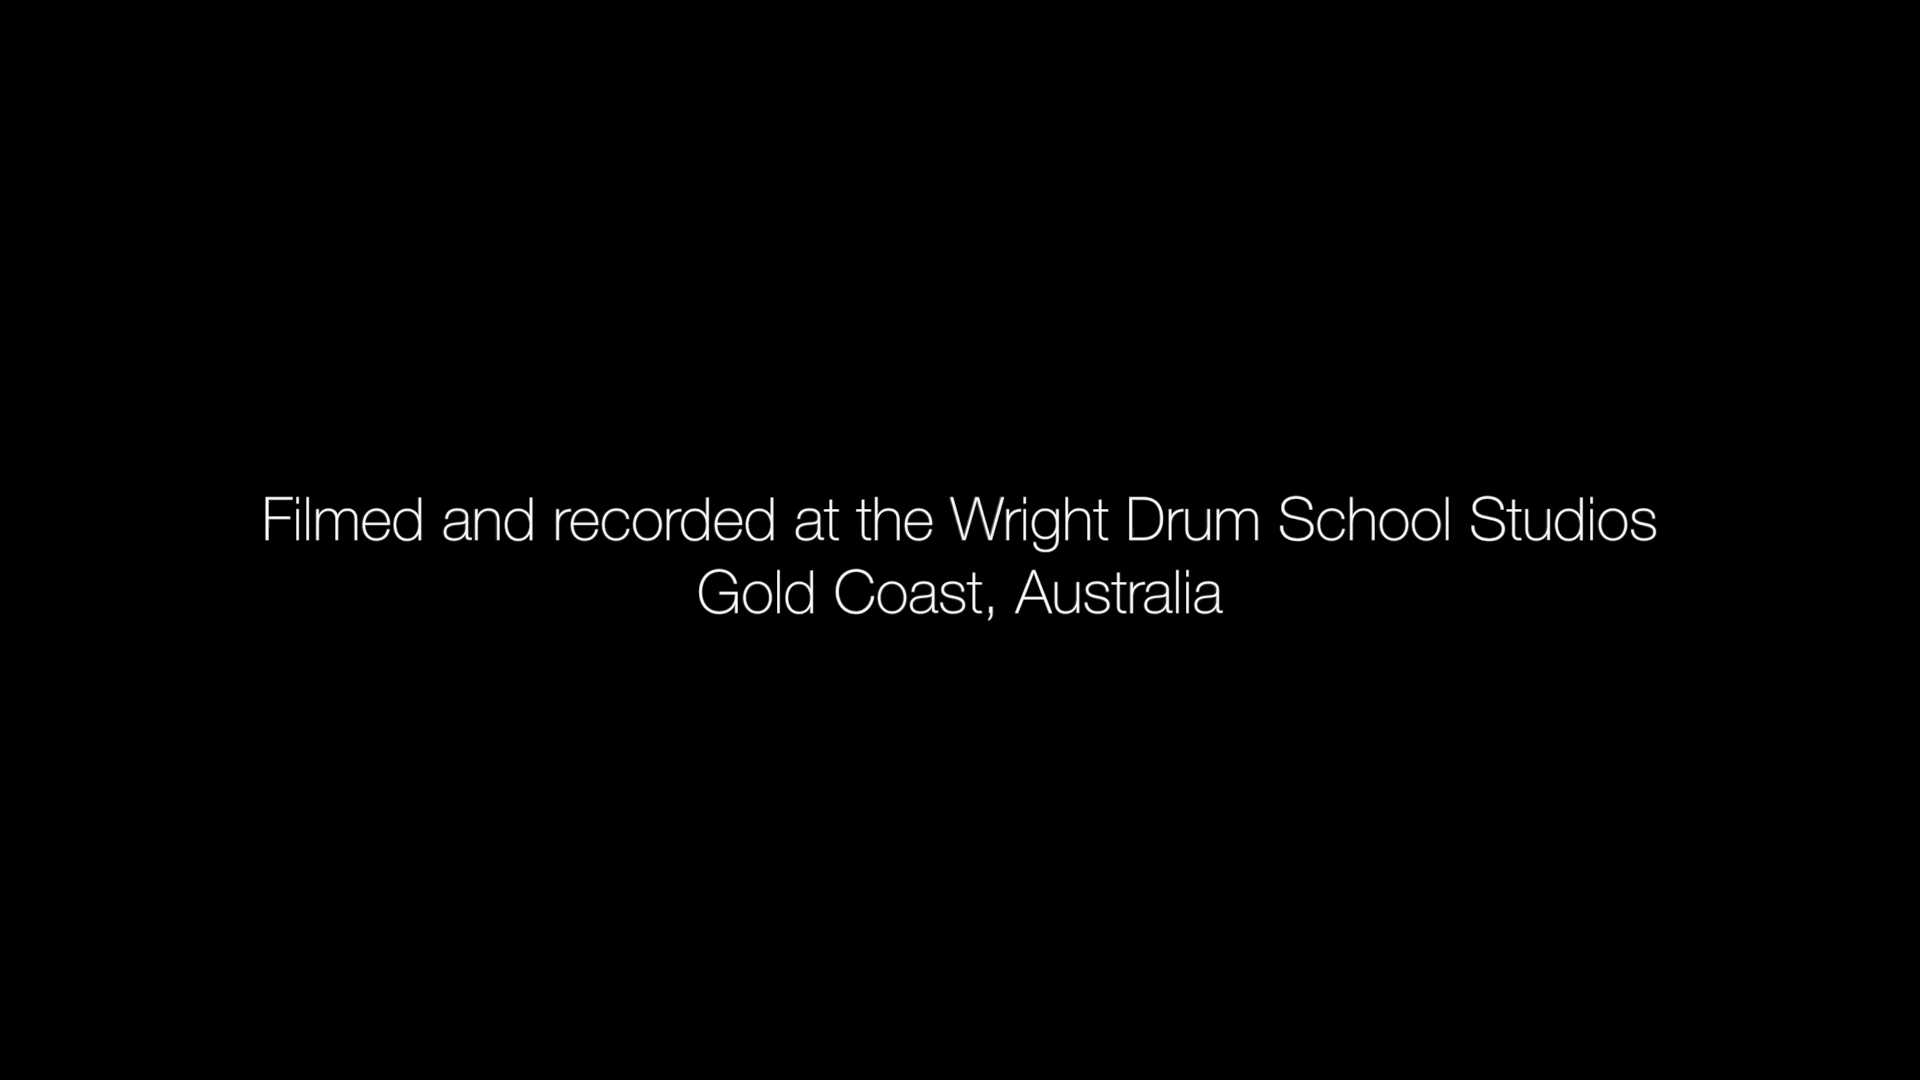 Filmed and recorded at the Wright Drum School Studios
Gold Coast, Australia